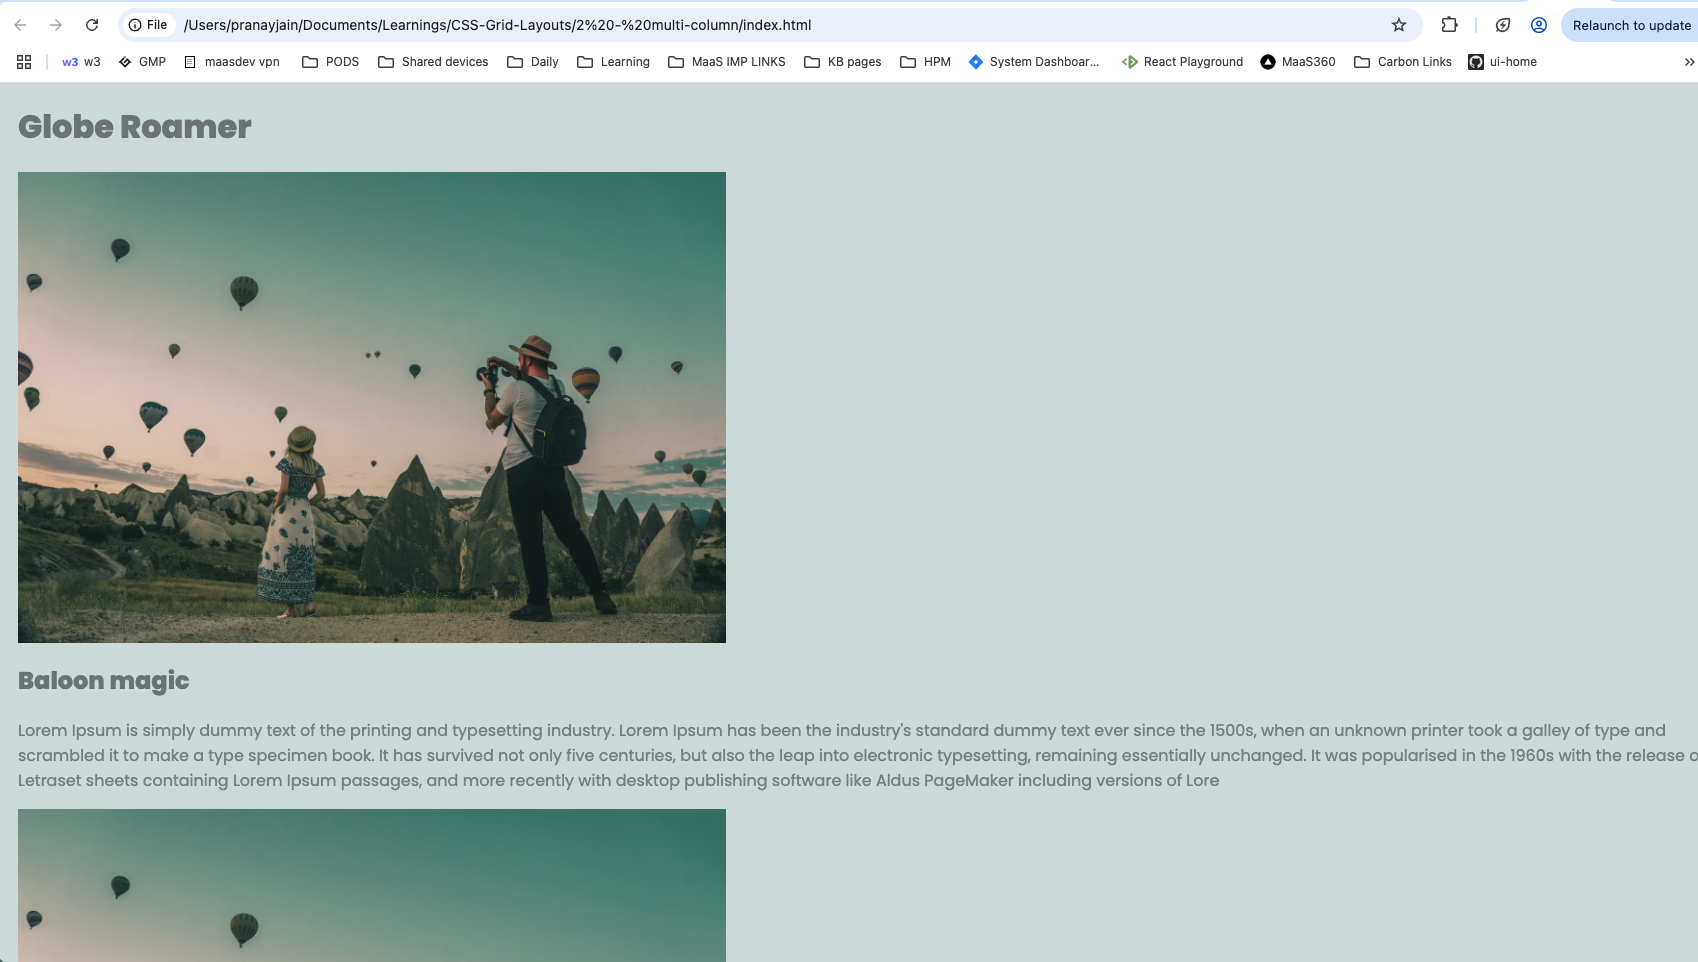 File /Users/pranayjain/Documents/Learnings/CSS-Grid-Layouts/2%20-%20multi-column/index.html Relaunch to update
w3 w3 GMP maasdev vpn PODS Shared devices Daily Learning MaaS IMP LINKS KB pages HPM System Dashboar... React Playground MaaS360 Carbon Links ui-home
Globe Roamer
Baloon magic
Lorem Ipsum is simply dummy text of the printing and typesetting industry. Lorem Ipsum has been the industry's standard dummy text ever since the 1500s, when an unknown printer took a galley of type and
scrambled it to make a type specimen book. It has survived not only five centuries, but also the leap into electronic typesetting, remaining essentially unchanged. It was popularised in the 1960s with the release o
Letraset sheets containing Lorem Ipsum passages, and more recently with desktop publishing software like Aldus PageMaker including versions of Lore